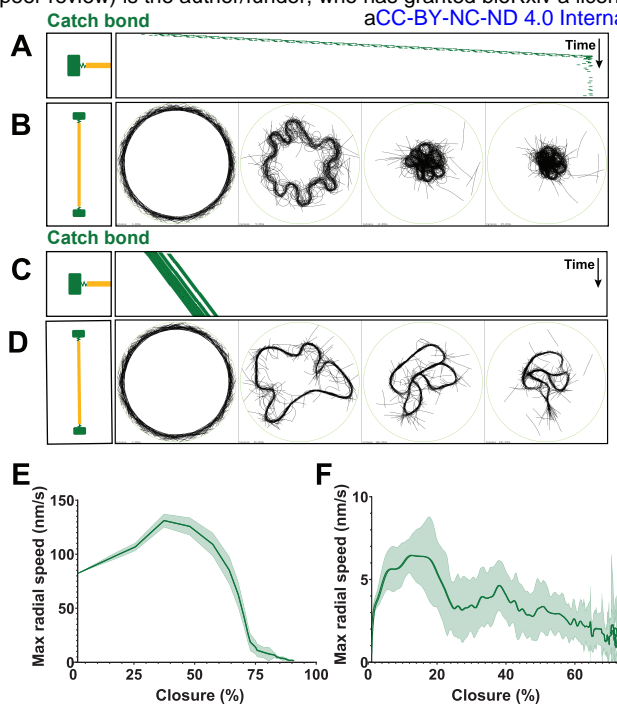 peer review) is the author/funder, who has granted bioRxiv a licen
aCC-BY-NC-ND 4.0 Interna
Catch bond
A
Time
B
Catch bond
C
Time
D
E
F
Max radial speed (nm/s)
150
100
50
0
0
25
50
75
100
Closure (%)
Max radial speed (nm/s)
10
5
0
0
20
40
60
Closure (%)